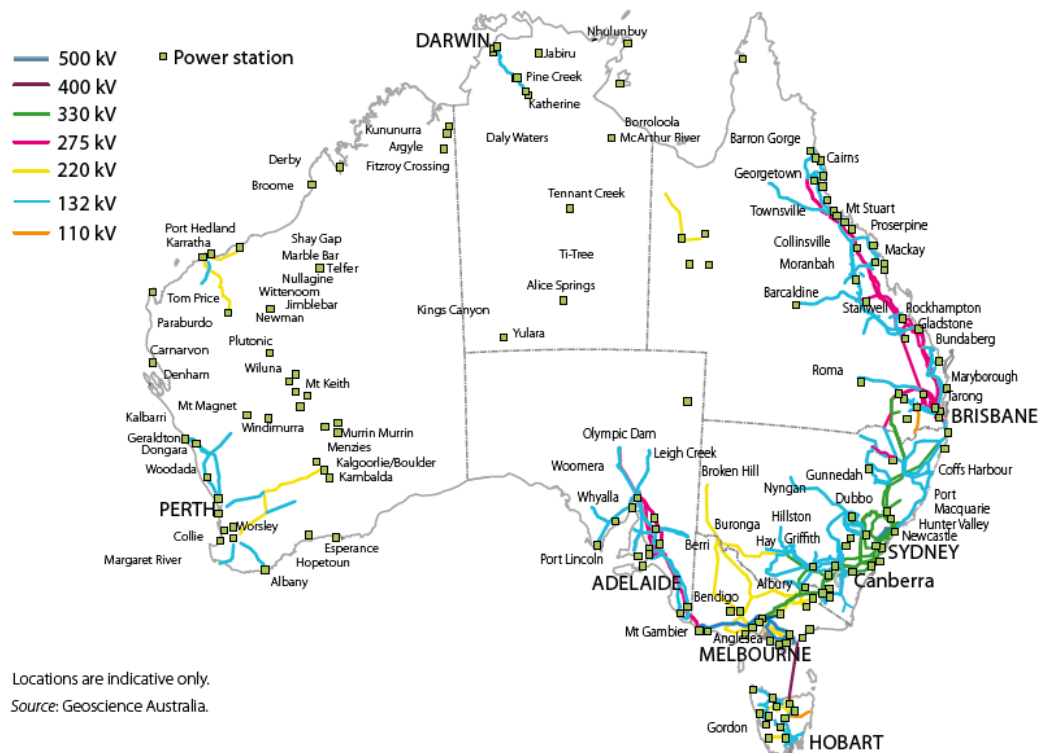 500 kV
400 kV
330 kV
275 kV
220 kV
132 kV
110 kV
Power station
DARWIN
Nhulunbuy
Jabiru
Pine Creek
Katherine
Kununurra
Argyle
Fitzroy Crossing
Daly Waters
Borroloola
McArthur River
Derby
Broome
Tennant Creek
Barron Gorge
Cairns
Georgetown
Townsville
Mt Stuart
Proserpine
Collinsville
Mackay
Moranbah
Port Hedland
Karratha
Shay Gap
Marble Bar
Telfer
Nullagine
Wittenoom
Jimblebar
Newman
Tom Price
Paraburdo
Ti-Tree
Alice Springs
Kings Canyon
Yulara
Barcaldine
Stanwell
Rockhampton
Gladstone
Bundaberg
Plutonic
Wiluna
Carnarvon
Denham
Mt Keith
Roma
Maryborough
Tarong
BRISBANE
Mt Magnet
Kalbarri
Windimurra
Geraldton
Dongara
Murrin Murrin
Menzies
Woodada
Kalgoorlie/Boulder
Kambalda
Olympic Dam
Leigh Creek
Woomera
Broken Hill
Gunnedah
Coffs Harbour
Nyngan
PERTH
Whyalla
Dubbo
Port
Macquarie
Hunter Valley
Newcastle
Buronga
Hillston
Hay
Griffith
SYDNEY
Worsley
Collie
Margaret River
Esperance
Hopetoun
Albany
Port Lincoln
Berri
ADELAIDE
Albury
Canberra
Bendigo
Mt Gambier
Anglesea
MELBOURNE
Gordon
HOBART
Locations are indicative only.
Source: Geoscience Australia.